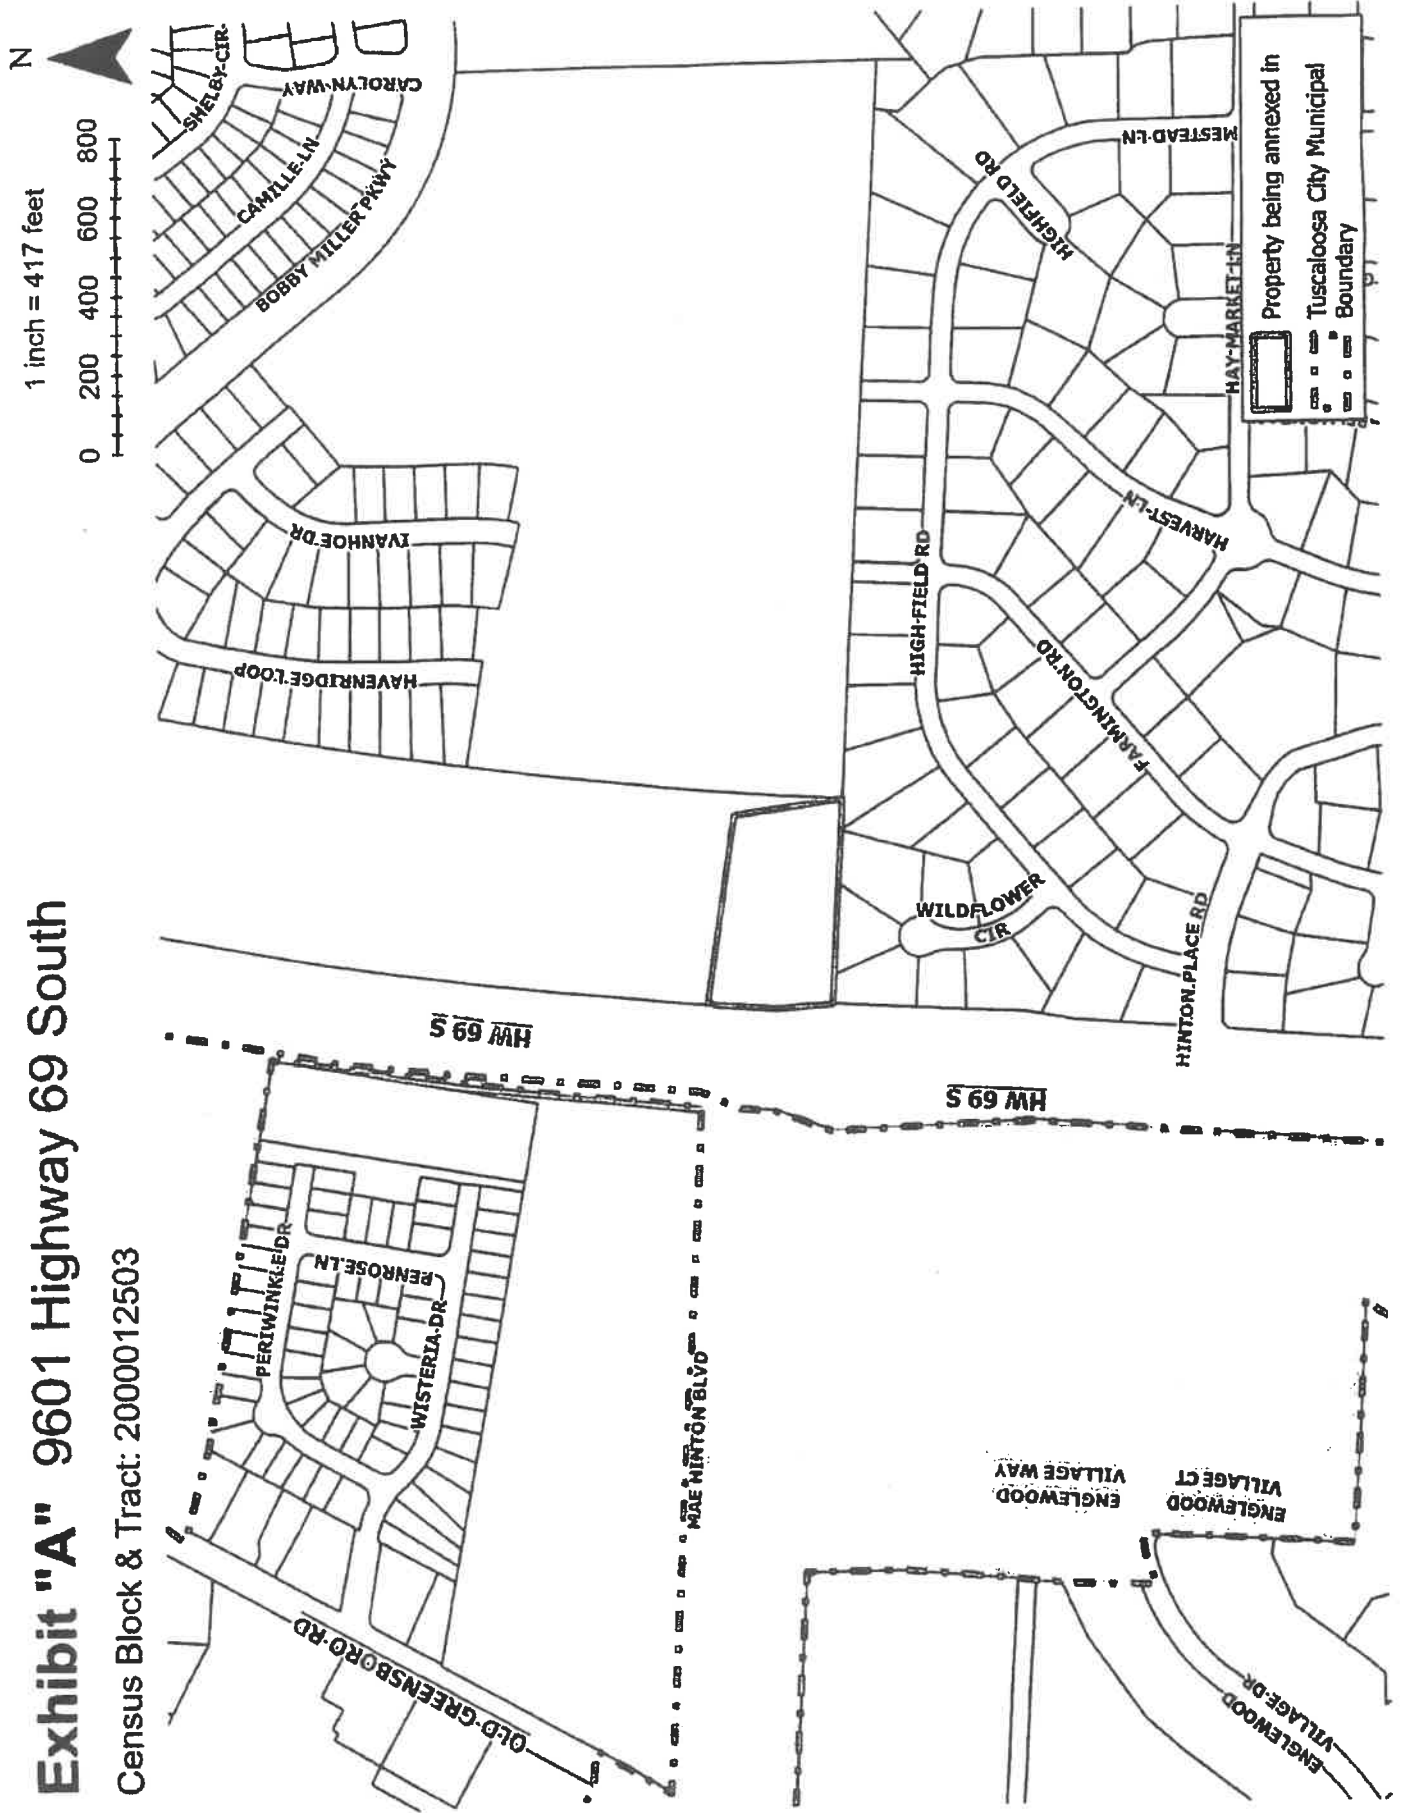 Exhibit "A" 9601 Highway 69 South
Census Block & Tract: 2000012503
1 inch = 417 feet
N
0 200 400 600 800
SHELBY-CIR-
CAROLYN-WAY
CAMILLE-LN
BOBBY MILLER PKWY
IVANHOE-DR
HAVENRIDGE LOOP
HW 69 S
PERIWINKLE DR
PENROSE LN
WISTERIA-DR
OLD-GREENSBORO-RD
MAE HINTON BLVD
HW 69 S
HIGHFIELD RD
HIGHFIELD
MESTEAD-LN
HAY-MARKET-LN
HARVEST-LN
HIGH-FIELD RD
FARMINGTON RD
WILDFLOWER
CIR
HINTON PLACE RD
ENGLEWOOD
VILLAGE WAY
ENGLEWOOD
VILLAGE CT
ENGLEWOOD
VILLAGE-DR
Property being annexed in
Tuscaloosa City Municipal
Boundary